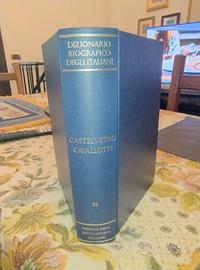 DIZIONARIO
BIOGRAFICO
DEGLI ITALIANI
CASTELVETRO
CAVALLOTTI
22
ISTITUTO DELLA
ENCICLOPEDIA
ITALIANA